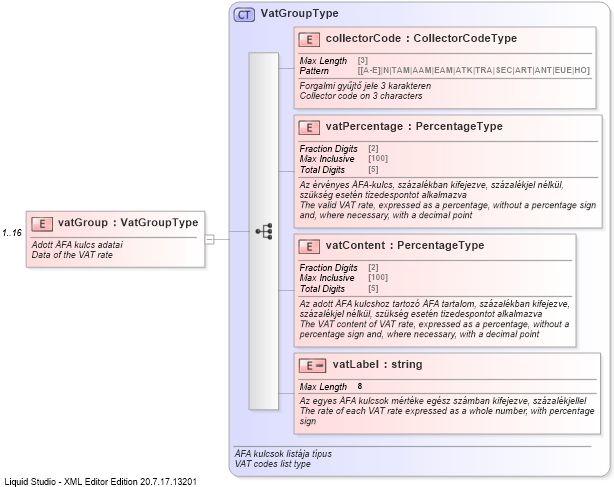 CT VatGroupType
E collectorCode : CollectorCodeType
Max Length [3]
Pattern [[A-E]|N|TAM|AAM|EAM|ATK|TRA|SEC|ART|ANT|EUE|HO]
Forgalmi gyűjtő jele 3 karakteren
Collector code on 3 characters
E vatPercentage : PercentageType
Fraction Digits [2]
Max Inclusive [100]
Total Digits [5]
Az érvényes ÁFA-kulcs, százalékban kifejezve, százalékjel nélkül,
szükség esetén tizedespontot alkalmazva
The valid VAT rate, expressed as a percentage, without a percentage sign
and, where necessary, with a decimal point
1..16
E vatGroup : VatGroupType
Adott ÁFA kulcs adatai
Data of the VAT rate
E vatContent : PercentageType
Fraction Digits [2]
Max Inclusive [100]
Total Digits [5]
Az adott ÁFA kulcshoz tartozó ÁFA tartalom, százalékban kifejezve,
százalékjel nélkül, szükség esetén tizedespontot alkalmazva
The VAT content of VAT rate, expressed as a percentage, without a
percentage sign and, where necessary, with a decimal point
E vatLabel : string
Max Length 8
Az egyes ÁFA kulcsok mértéke egész számban kifejezve, százalékjellel
The rate of each VAT rate expressed as a whole number, with percentage
sign
ÁFA kulcsok listája típus
VAT codes list type
Liquid Studio - XML Editor Edition 20.7.17.13201